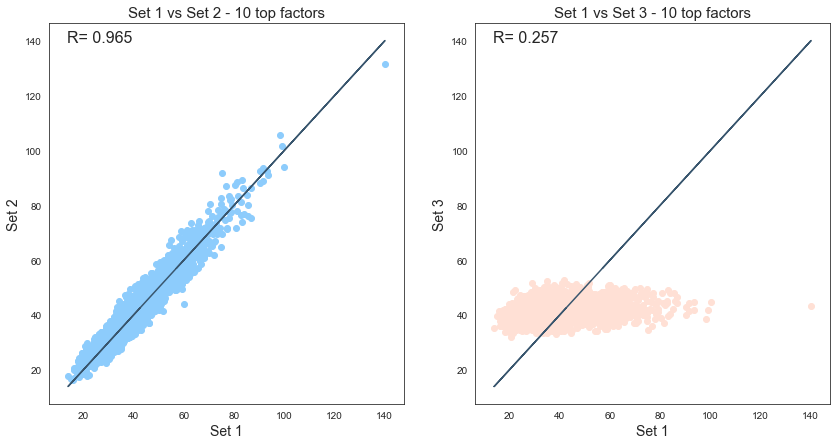 Set 1 vs Set 2 - 10 top factors
R= 0.965
140
120
100
80
60
40
20
Set 2
20 40 60 80 100 120 140
Set 1
Set 1 vs Set 3 - 10 top factors
R= 0.257
140
120
100
80
60
40
20
Set 3
20 40 60 80 100 120 140
Set 1